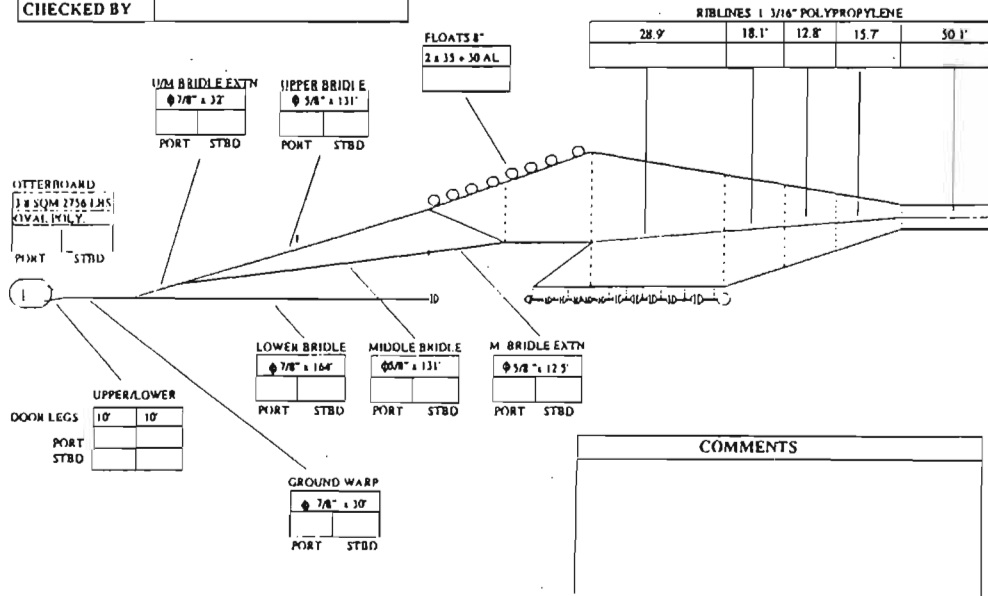 CHECKED BY
RIBLINES 1 3/16" POLYPROPYLENE
28.9' 18.1' 12.8' 15.7' 50.1'
FLOATS 8"
2 x 35 + 30 AL
U/M BRIDLE EXTN
ϕ 7/8" x 32'
PORT STBD
UPPER BRIDLE
ϕ 5/8" x 131'
PORT STBD
OTTERBOARD
3.8 SQM 2756 LBS
OVAL POLY.
PORT STBD
LOWER BRIDLE
ϕ 7/8" x 164'
PORT STBD
MIDDLE BRIDLE
ϕ5/8" x 131'
PORT STBD
M BRIDLE EXTN
ϕ 5/8" x 12.5'
PORT STBD
UPPER/LOWER
DOOR LEGS 10' 10'
PORT
STBD
GROUND WARP
ϕ 7/8" x 30'
PORT STBD
COMMENTS